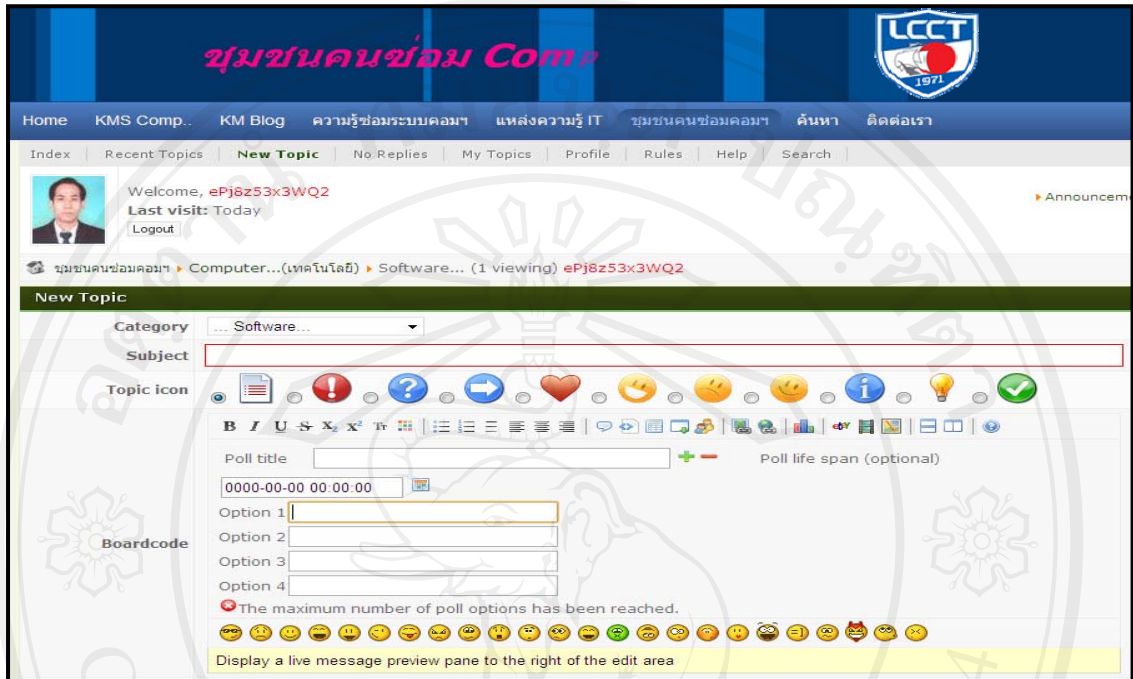 ชุมชนคนซ่อม Comp
LCCT
1971
Home KMS Comp.. KM Blog ความรู้ซ่อมระบบคอมฯ แหล่งความรู้ IT ชุมชนคนซ่อมคอมฯ ค้นหา ติดต่อเรา
Index Recent Topics New Topic No Replies My Topics Profile Rules Help Search
Welcome, ePj8z53x3WQ2
Last visit: Today
Logout
Announcem
ชุมชนคนซ่อมคอมฯ Computer...(เทคโนโลยี) Software... (1 viewing) ePj8z53x3WQ2
New Topic
Category ... Software...
Subject
Topic icon
B I U S X₂ X² Tr
Poll title Poll life span (optional)
0000-00-00 00:00:00
Option 1
Option 2
Boardcode
Option 3
Option 4
The maximum number of poll options has been reached.
Display a live message preview pane to the right of the edit area